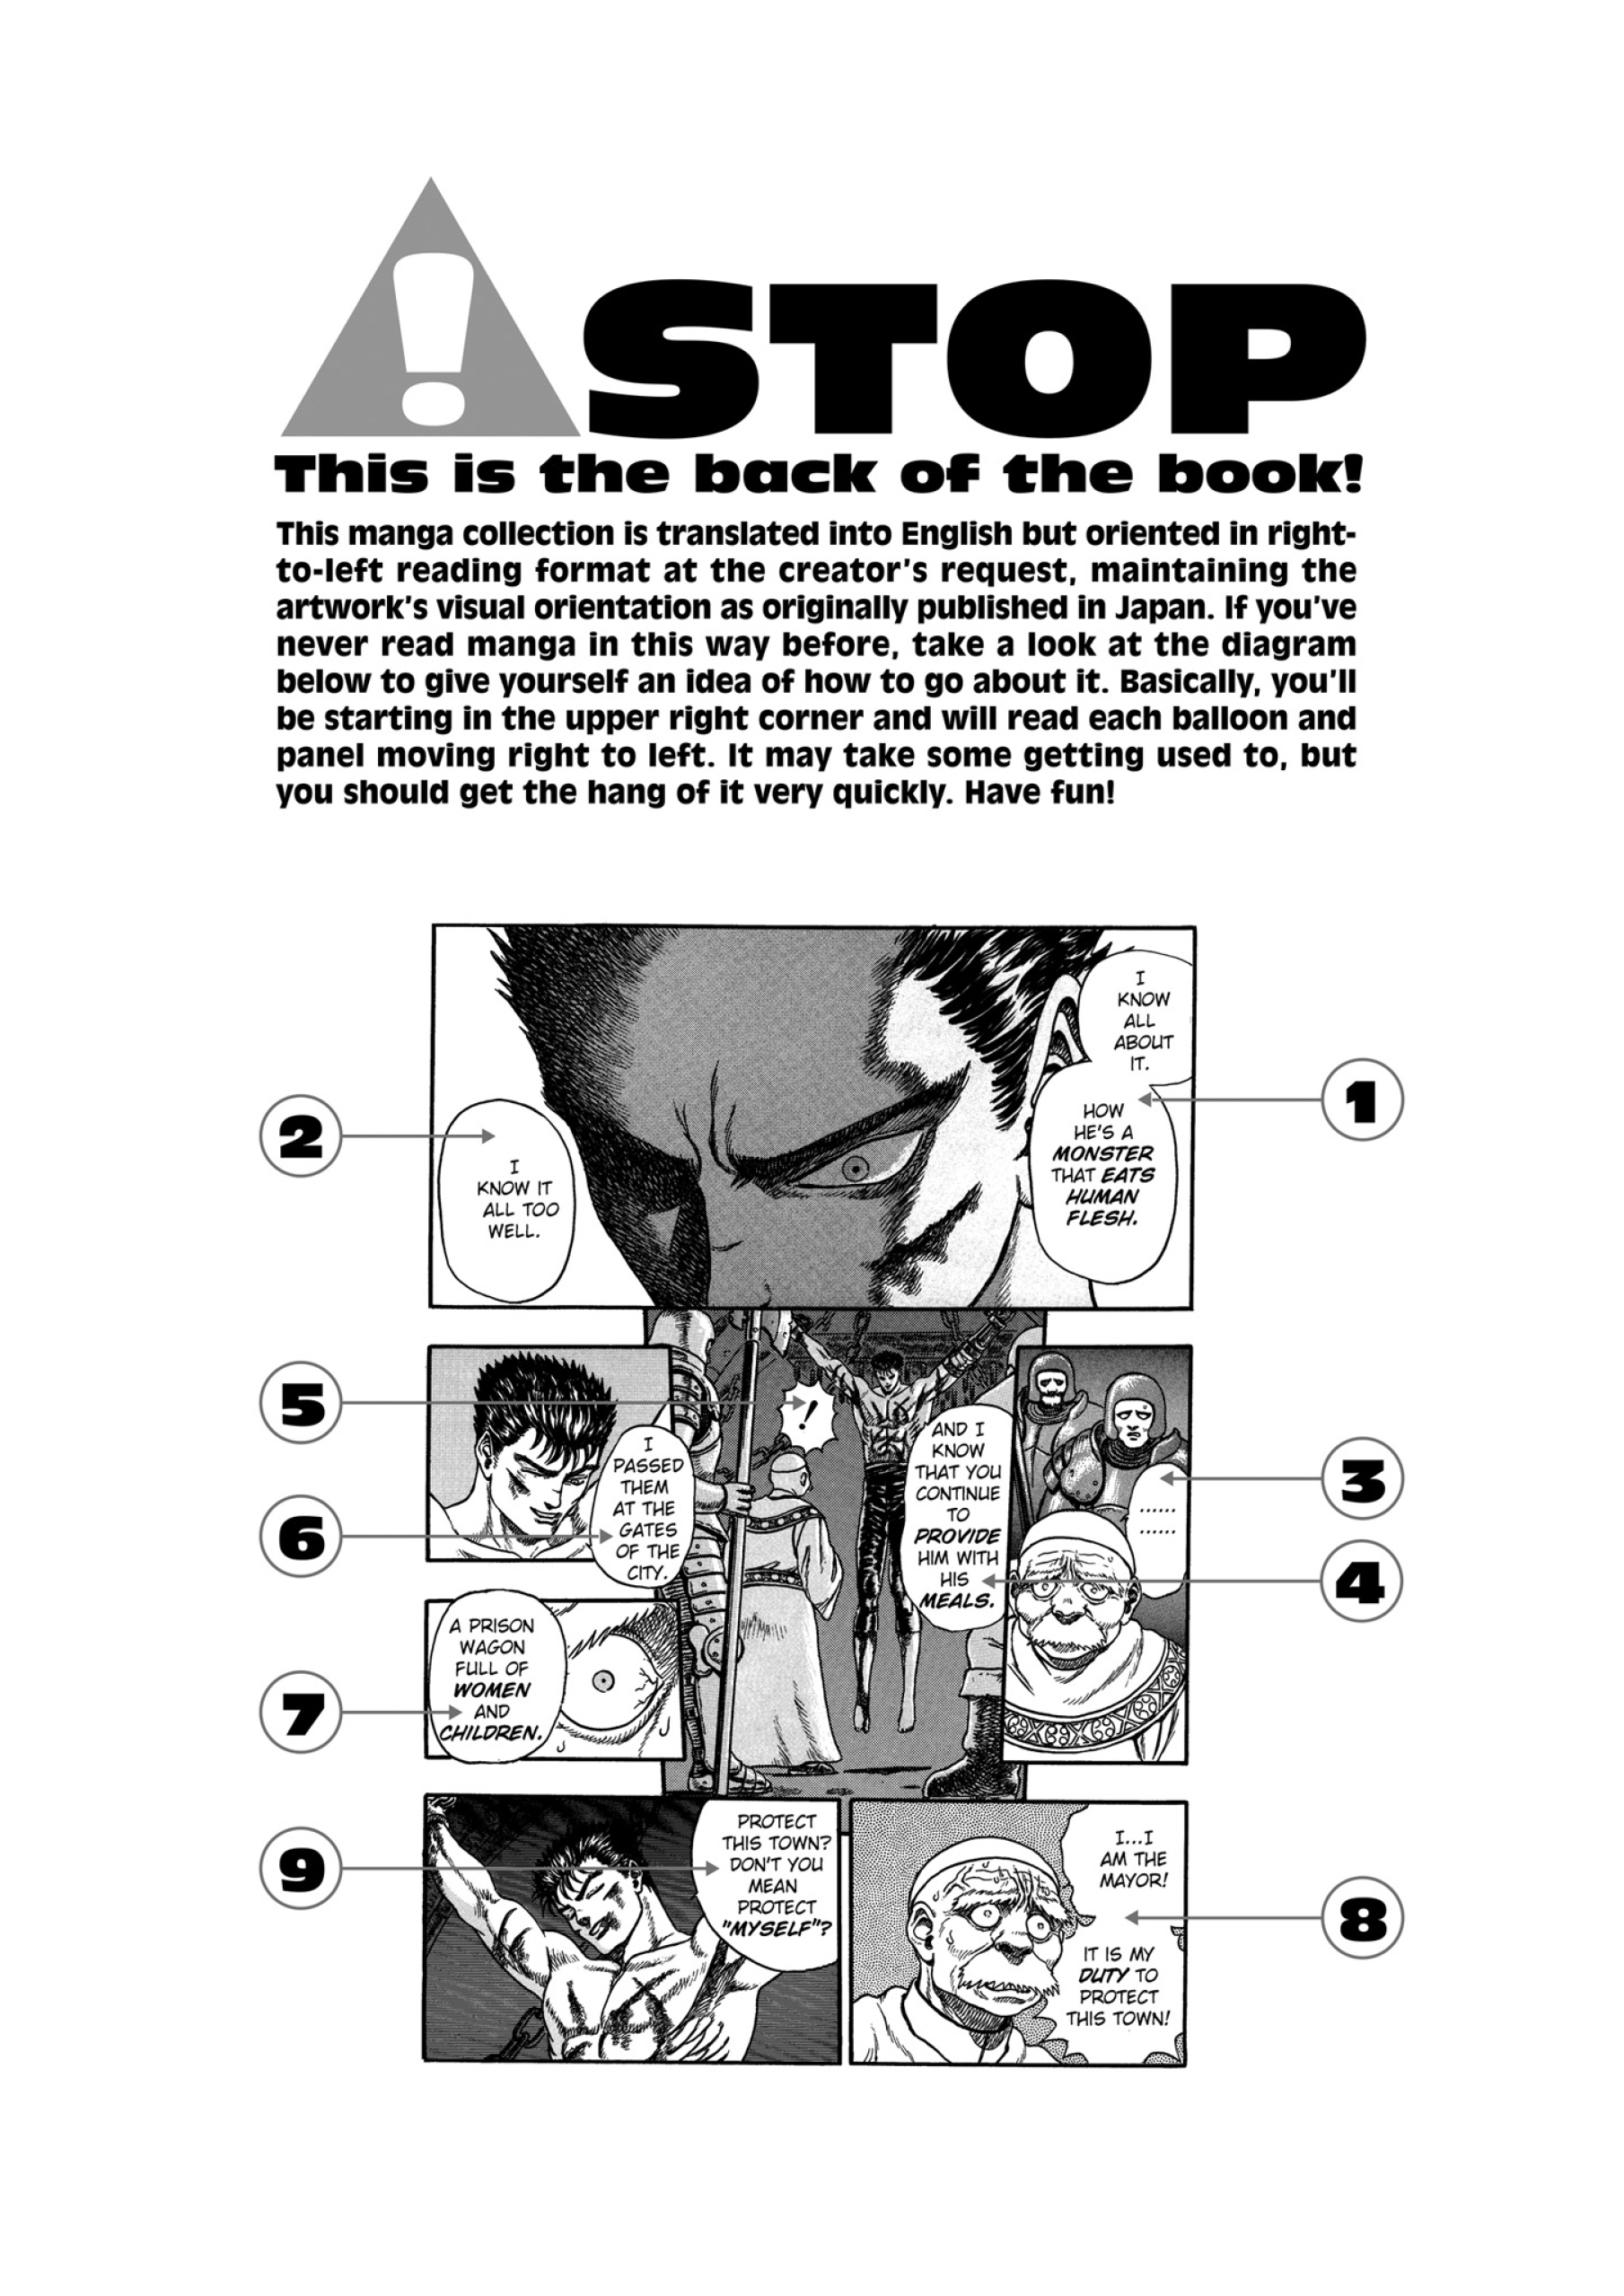 STOP
This is the back of the book!
This manga collection is translated into English but oriented in right-
to-left reading format at the creator's request, maintaining the
artwork's visual orientation as originally published in Japan. If you've
never read manga in this way before, take a look at the diagram
below to give yourself an idea of how to go about it. Basically, you'll
be starting in the upper right corner and will read each balloon and
panel moving right to left. It may take some getting used to, but
you should get the hang of it very quickly. Have fun!
1
I
KNOW
ALL
ABOUT
IT.
HOW
HE'S A
MONSTER
THAT EATS
HUMAN
FLESH.
2
I
KNOW IT
ALL TOO
WELL.
3
......
......
4
AND I
KNOW
THAT YOU
CONTINUE
TO
PROVIDE
HIM WITH
HIS
MEALS.
5
!
6
I
PASSED
THEM
AT THE
GATES
OF THE
CITY.
7
A PRISON
WAGON
FULL OF
WOMEN
AND
CHILDREN.
8
I...I
AM THE
MAYOR!
IT IS MY
DUTY TO
PROTECT
THIS TOWN!
9
PROTECT
THIS TOWN?
DON'T YOU
MEAN
PROTECT
"MYSELF"?